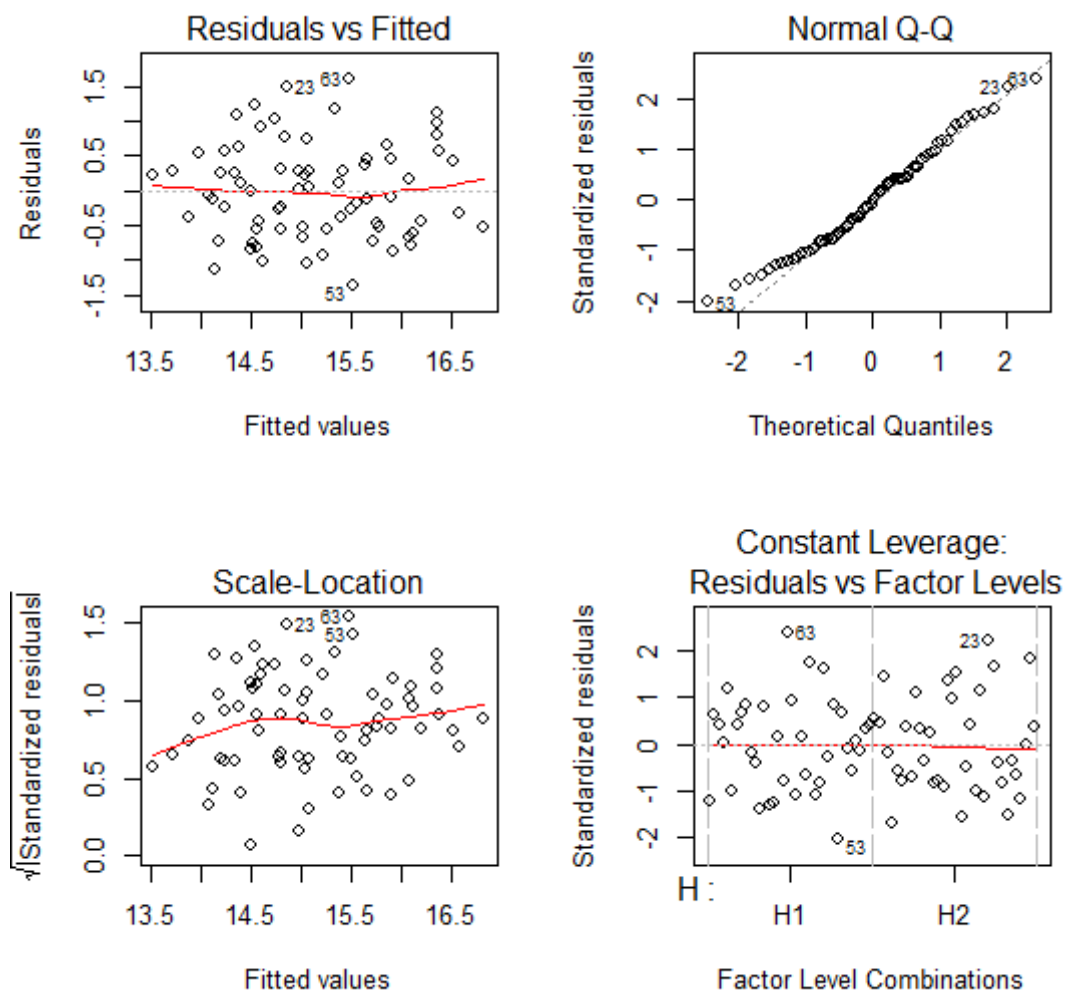 Residuals vs Fitted
Residuals
1.5
0.5
-0.5
-1.5
63
23
53
13.5 14.5 15.5 16.5
Fitted values
Normal Q-Q
Standardized residuals
2
1
0
-1
-2
23 63
53
-2 -1 0 1 2
Theoretical Quantiles
Scale-Location
√|Standardized residuals|
1.5
1.0
0.5
0.0
63
23
53
13.5 14.5 15.5 16.5
Fitted values
Constant Leverage:
Residuals vs Factor Levels
Standardized residuals
2
1
0
-1
-2
63
23
53
H :
H1 H2
Factor Level Combinations